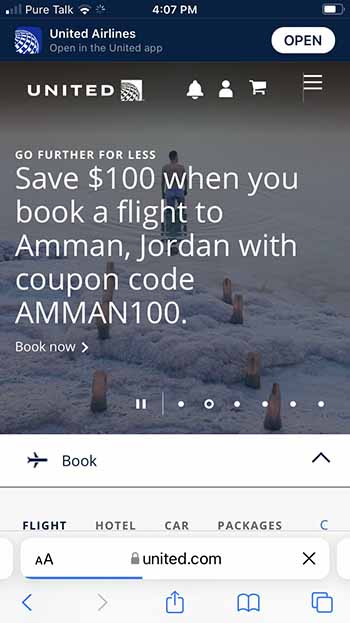 Pure Talk 4:07 PM
United Airlines
Open in the United app
OPEN
UNITED
GO FURTHER FOR LESS
Save $100 when you
book a flight to
Amman, Jordan with
coupon code
AMMAN100.
Book now
Book
FLIGHT HOTEL CAR PACKAGES C
AA united.com